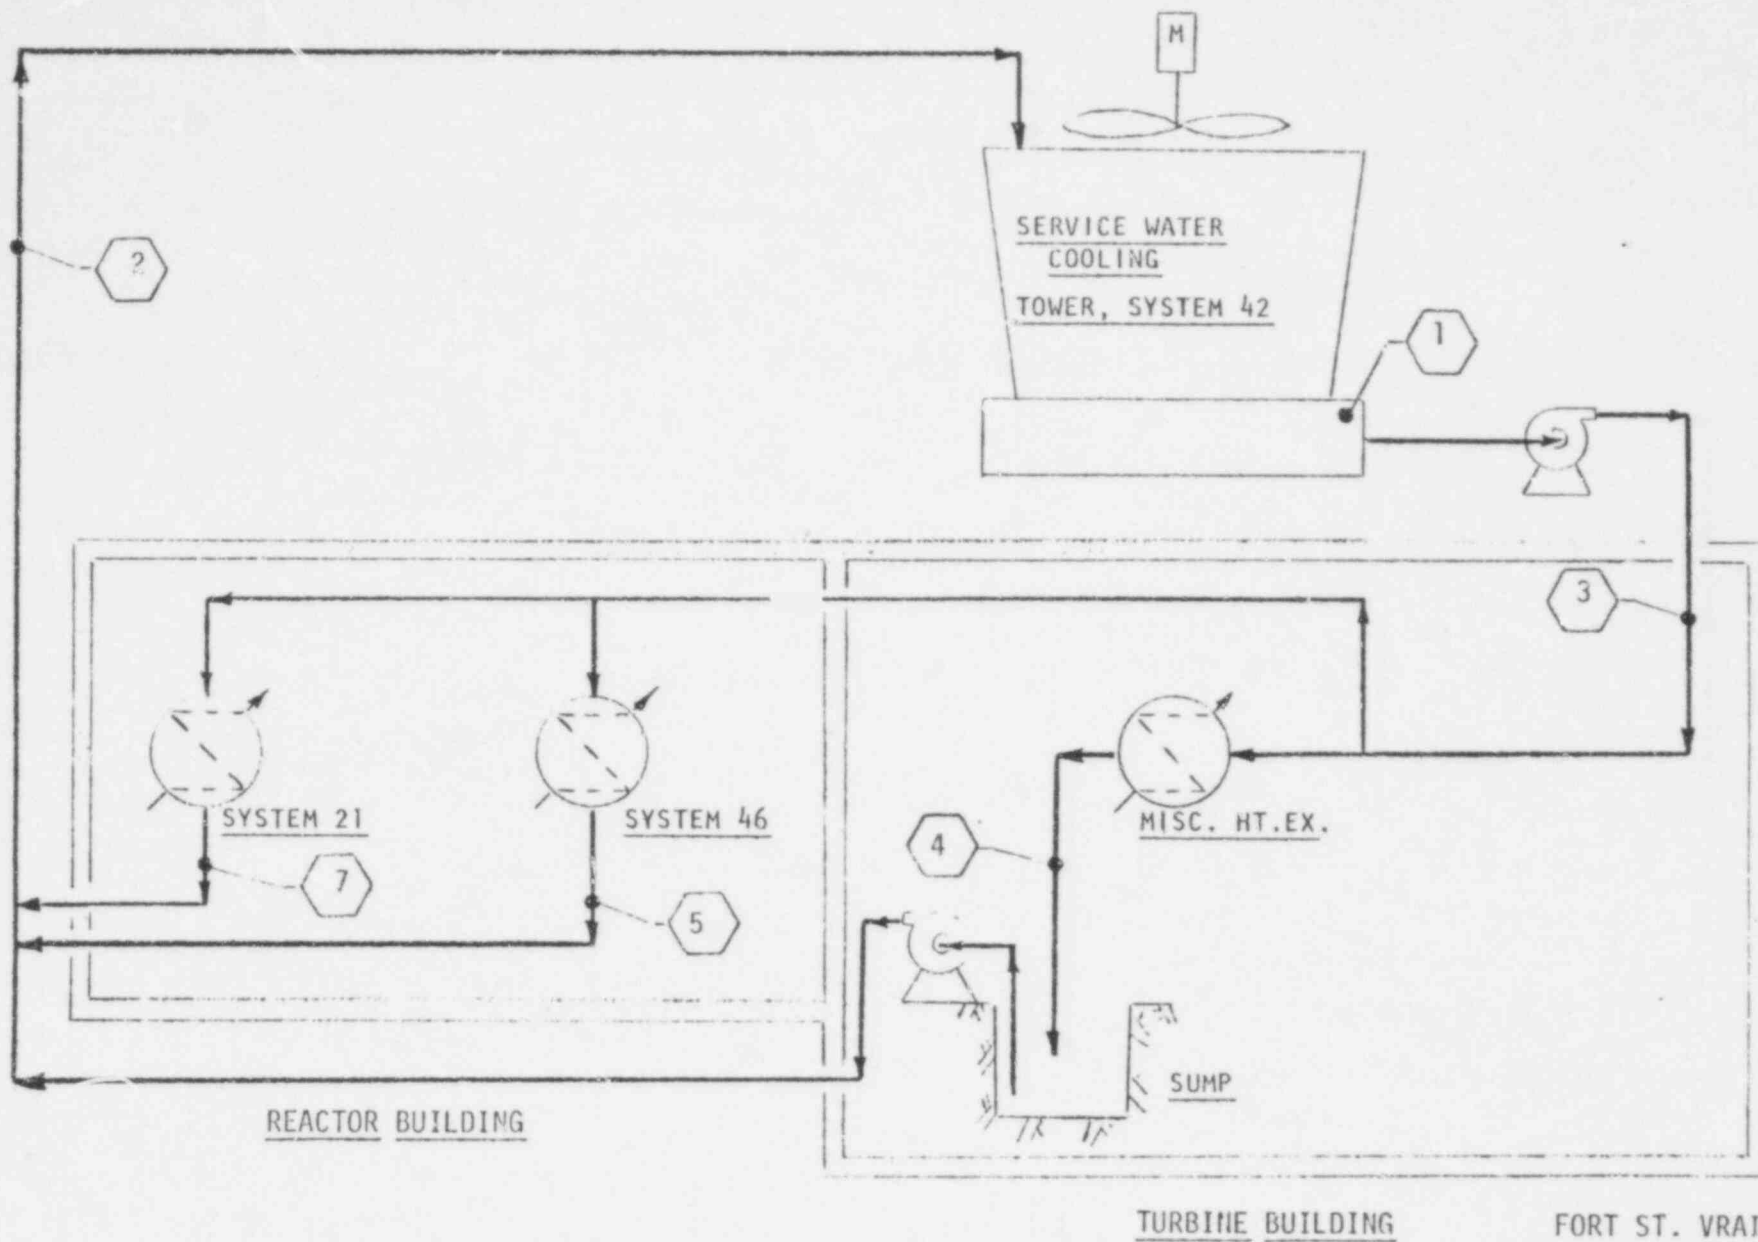 M
2
SERVICE WATER
COOLING
TOWER, SYSTEM 42
1
3
SYSTEM 21
SYSTEM 46
MISC. HT.EX.
4
7
5
SUMP
REACTOR BUILDING
TURBINE BUILDING
FORT ST. VRAI